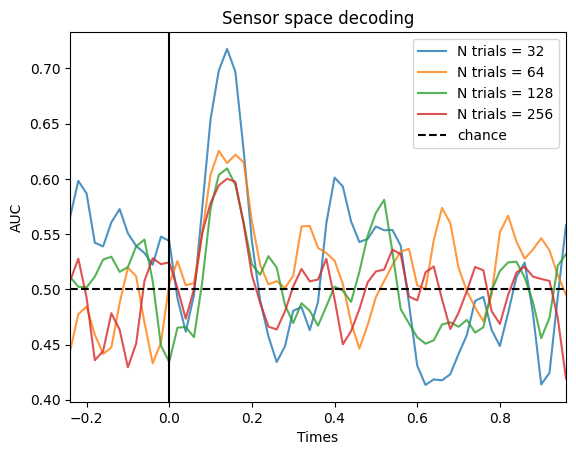 Sensor space decoding
N trials = 32
N trials = 64
N trials = 128
N trials = 256
chance
AUC
0.70
0.65
0.60
0.55
0.50
0.45
0.40
−0.2 0.0 0.2 0.4 0.6 0.8
Times